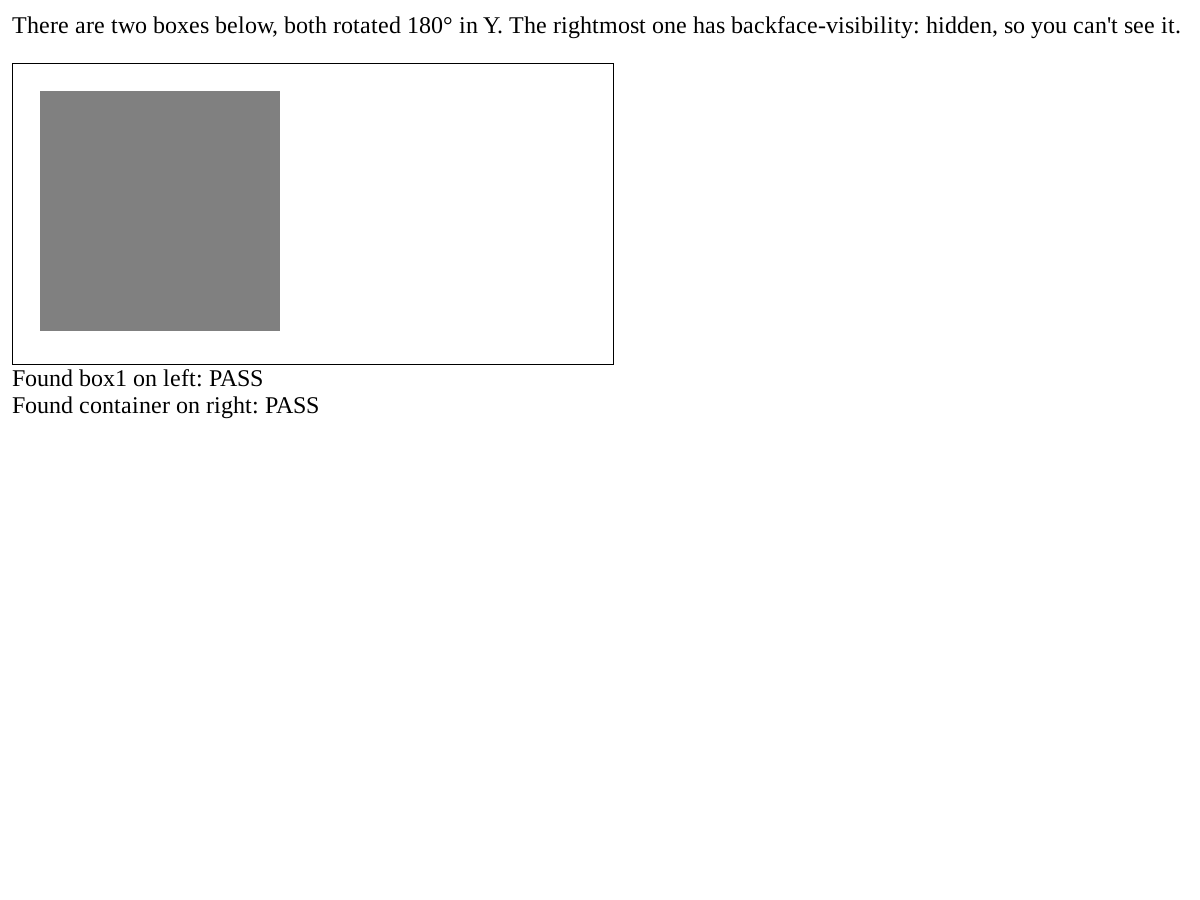 There are two boxes below, both rotated 180° in Y. The rightmost one has backface-visibility: hidden, so you can't see it.
Found box1 on left: PASS
Found container on right: PASS